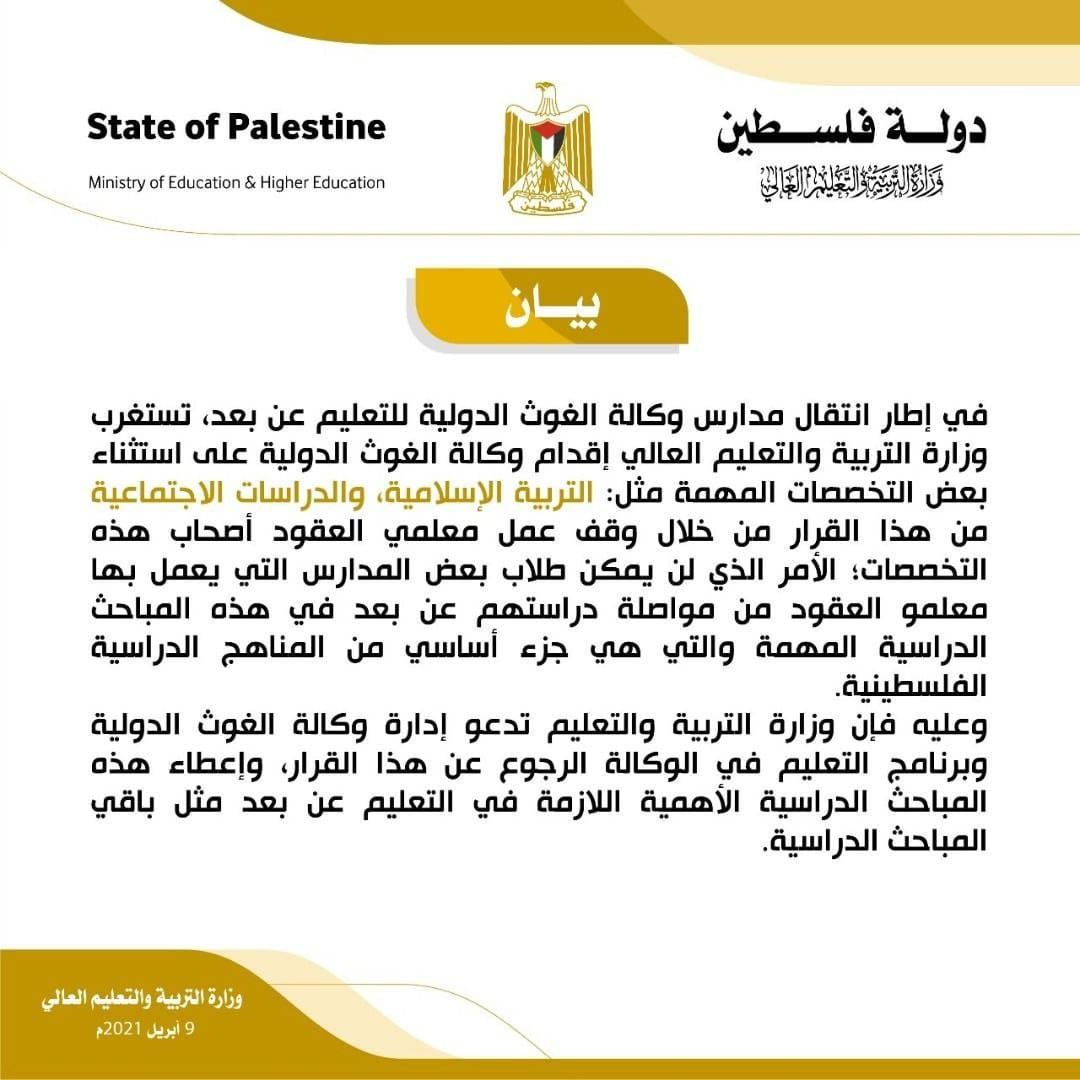 State of Palestine
Ministry of Education & Higher Education
فلسطين
دولـــة فلســـطين
وزارة التربية والتعليم العالي
بيـــان
في إطار انتقال مدارس وكالة الغوث الدولية للتعليم عن بعد، تستغرب
وزارة التربية والتعليم العالي إقدام وكالة الغوث الدولية على استثناء
بعض التخصصات المهمة مثل: التربية الإسلامية، والدراسات الاجتماعية
من هذا القرار من خلال وقف عمل معلمي العقود أصحاب هذه
التخصصات؛ الأمر الذي لن يمكن طلاب بعض المدارس التي يعمل بها
معلمو العقود من مواصلة دراستهم عن بعد في هذه المباحث
الدراسية المهمة والتي هي جزء أساسي من المناهج الدراسية
الفلسطينية.
وعليه فإن وزارة التربية والتعليم تدعو إدارة وكالة الغوث الدولية
وبرنامج التعليم في الوكالة الرجوع عن هذا القرار، وإعطاء هذه
المباحث الدراسية الأهمية اللازمة في التعليم عن بعد مثل باقي
المباحث الدراسية.
وزارة التربية والتعليم العالي
9 أبريل 2021م